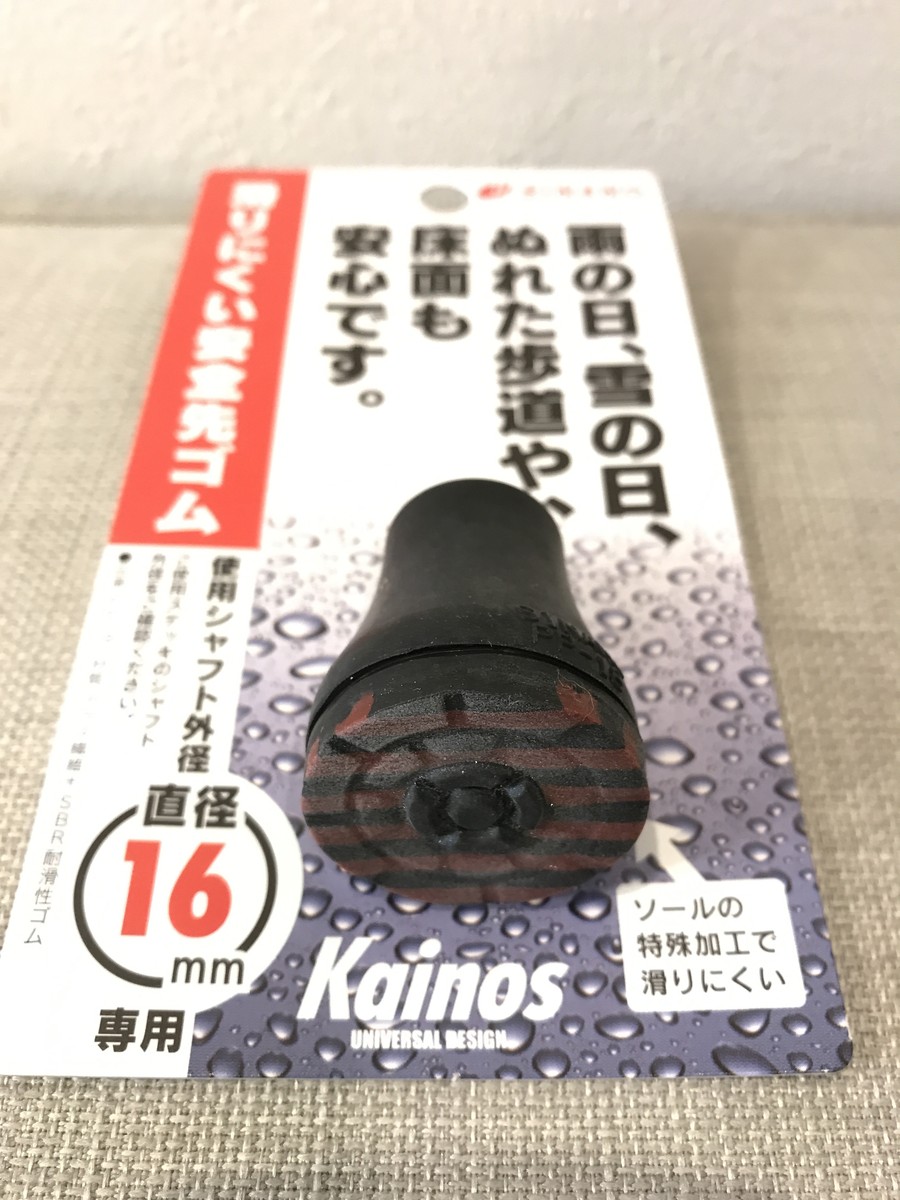 雨の日、雪の日、
ぬれた歩道や、
床面も
安心です。
滑りにくい安全先ゴム
使用シャフト外径
直径
16
mm
専用
SBR耐滑性ゴム
Kainos
UNIVERSAL DESIGN
ソールの
特殊加工で
滑りにくい